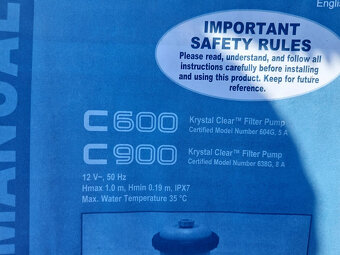 English
MANUAL
IMPORTANT
SAFETY RULES
Please read, understand, and follow all
instructions carefully before installing
and using this product. Keep for future
reference.
C600 Krystal Clear™ Filter Pump
Certified Model Number 604G, 5 A
C900 Krystal Clear™ Filter Pump
Certified Model Number 638G, 8 A
12 V~, 50 Hz
Hmax 1.0 m, Hmin 0.19 m, IPX7
Max. Water Temperature 35 °C